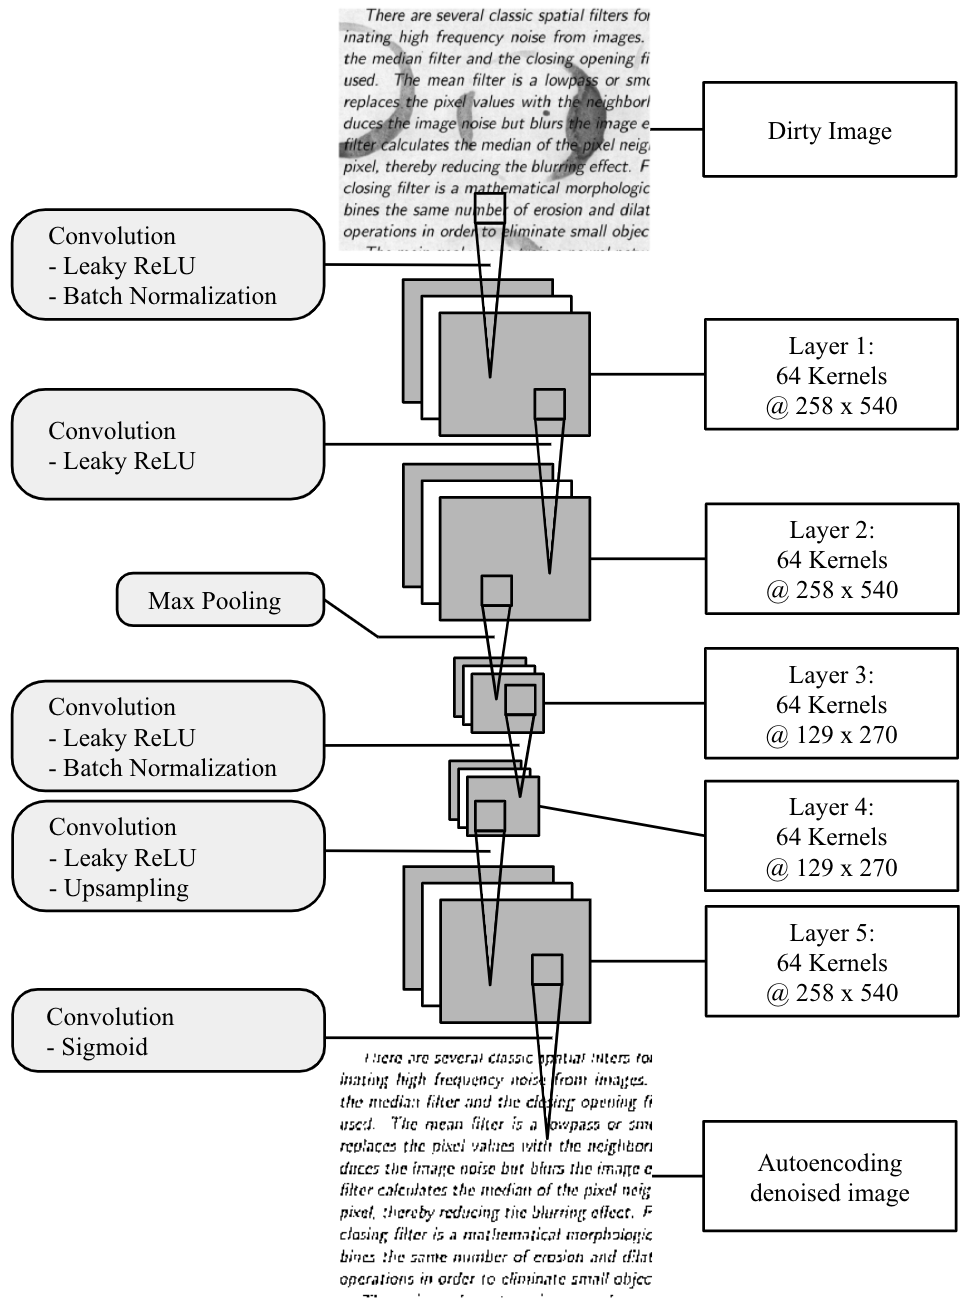 There are several classic spatial filters for
inating high frequency noise from images.
the median filter and the closing opening fi
used. The mean filter is a lowpass or smo
replaces the pixel values with the neighborh
duces the image noise but blurs the image e
filter calculates the median of the pixel neig
pixel, thereby reducing the blurring effect. F
closing filter is a mathematical morphologic
bines the same number of erosion and dilat
operations in order to eliminate small objec
Dirty Image
Convolution
- Leaky ReLU
- Batch Normalization
Layer 1:
64 Kernels
@ 258 x 540
Convolution
- Leaky ReLU
Layer 2:
64 Kernels
@ 258 x 540
Max Pooling
Layer 3:
64 Kernels
@ 129 x 270
Convolution
- Leaky ReLU
- Batch Normalization
Layer 4:
64 Kernels
@ 129 x 270
Convolution
- Leaky ReLU
- Upsampling
Layer 5:
64 Kernels
@ 258 x 540
Convolution
- Sigmoid
There are several classic spatial filters for
inating high frequency noise from images.
the median filter and the closing opening fi
used. The mean filter is a lowpass or smo
replaces the pixel values with the neighborh
duces the image noise but blurs the image e
filter calculates the median of the pixel neig
pixel, thereby reducing the blurring effect. F
closing filter is a mathematical morphologic
bines the same number of erosion and dilat
operations in order to eliminate small objec
Autoencoding
denoised image